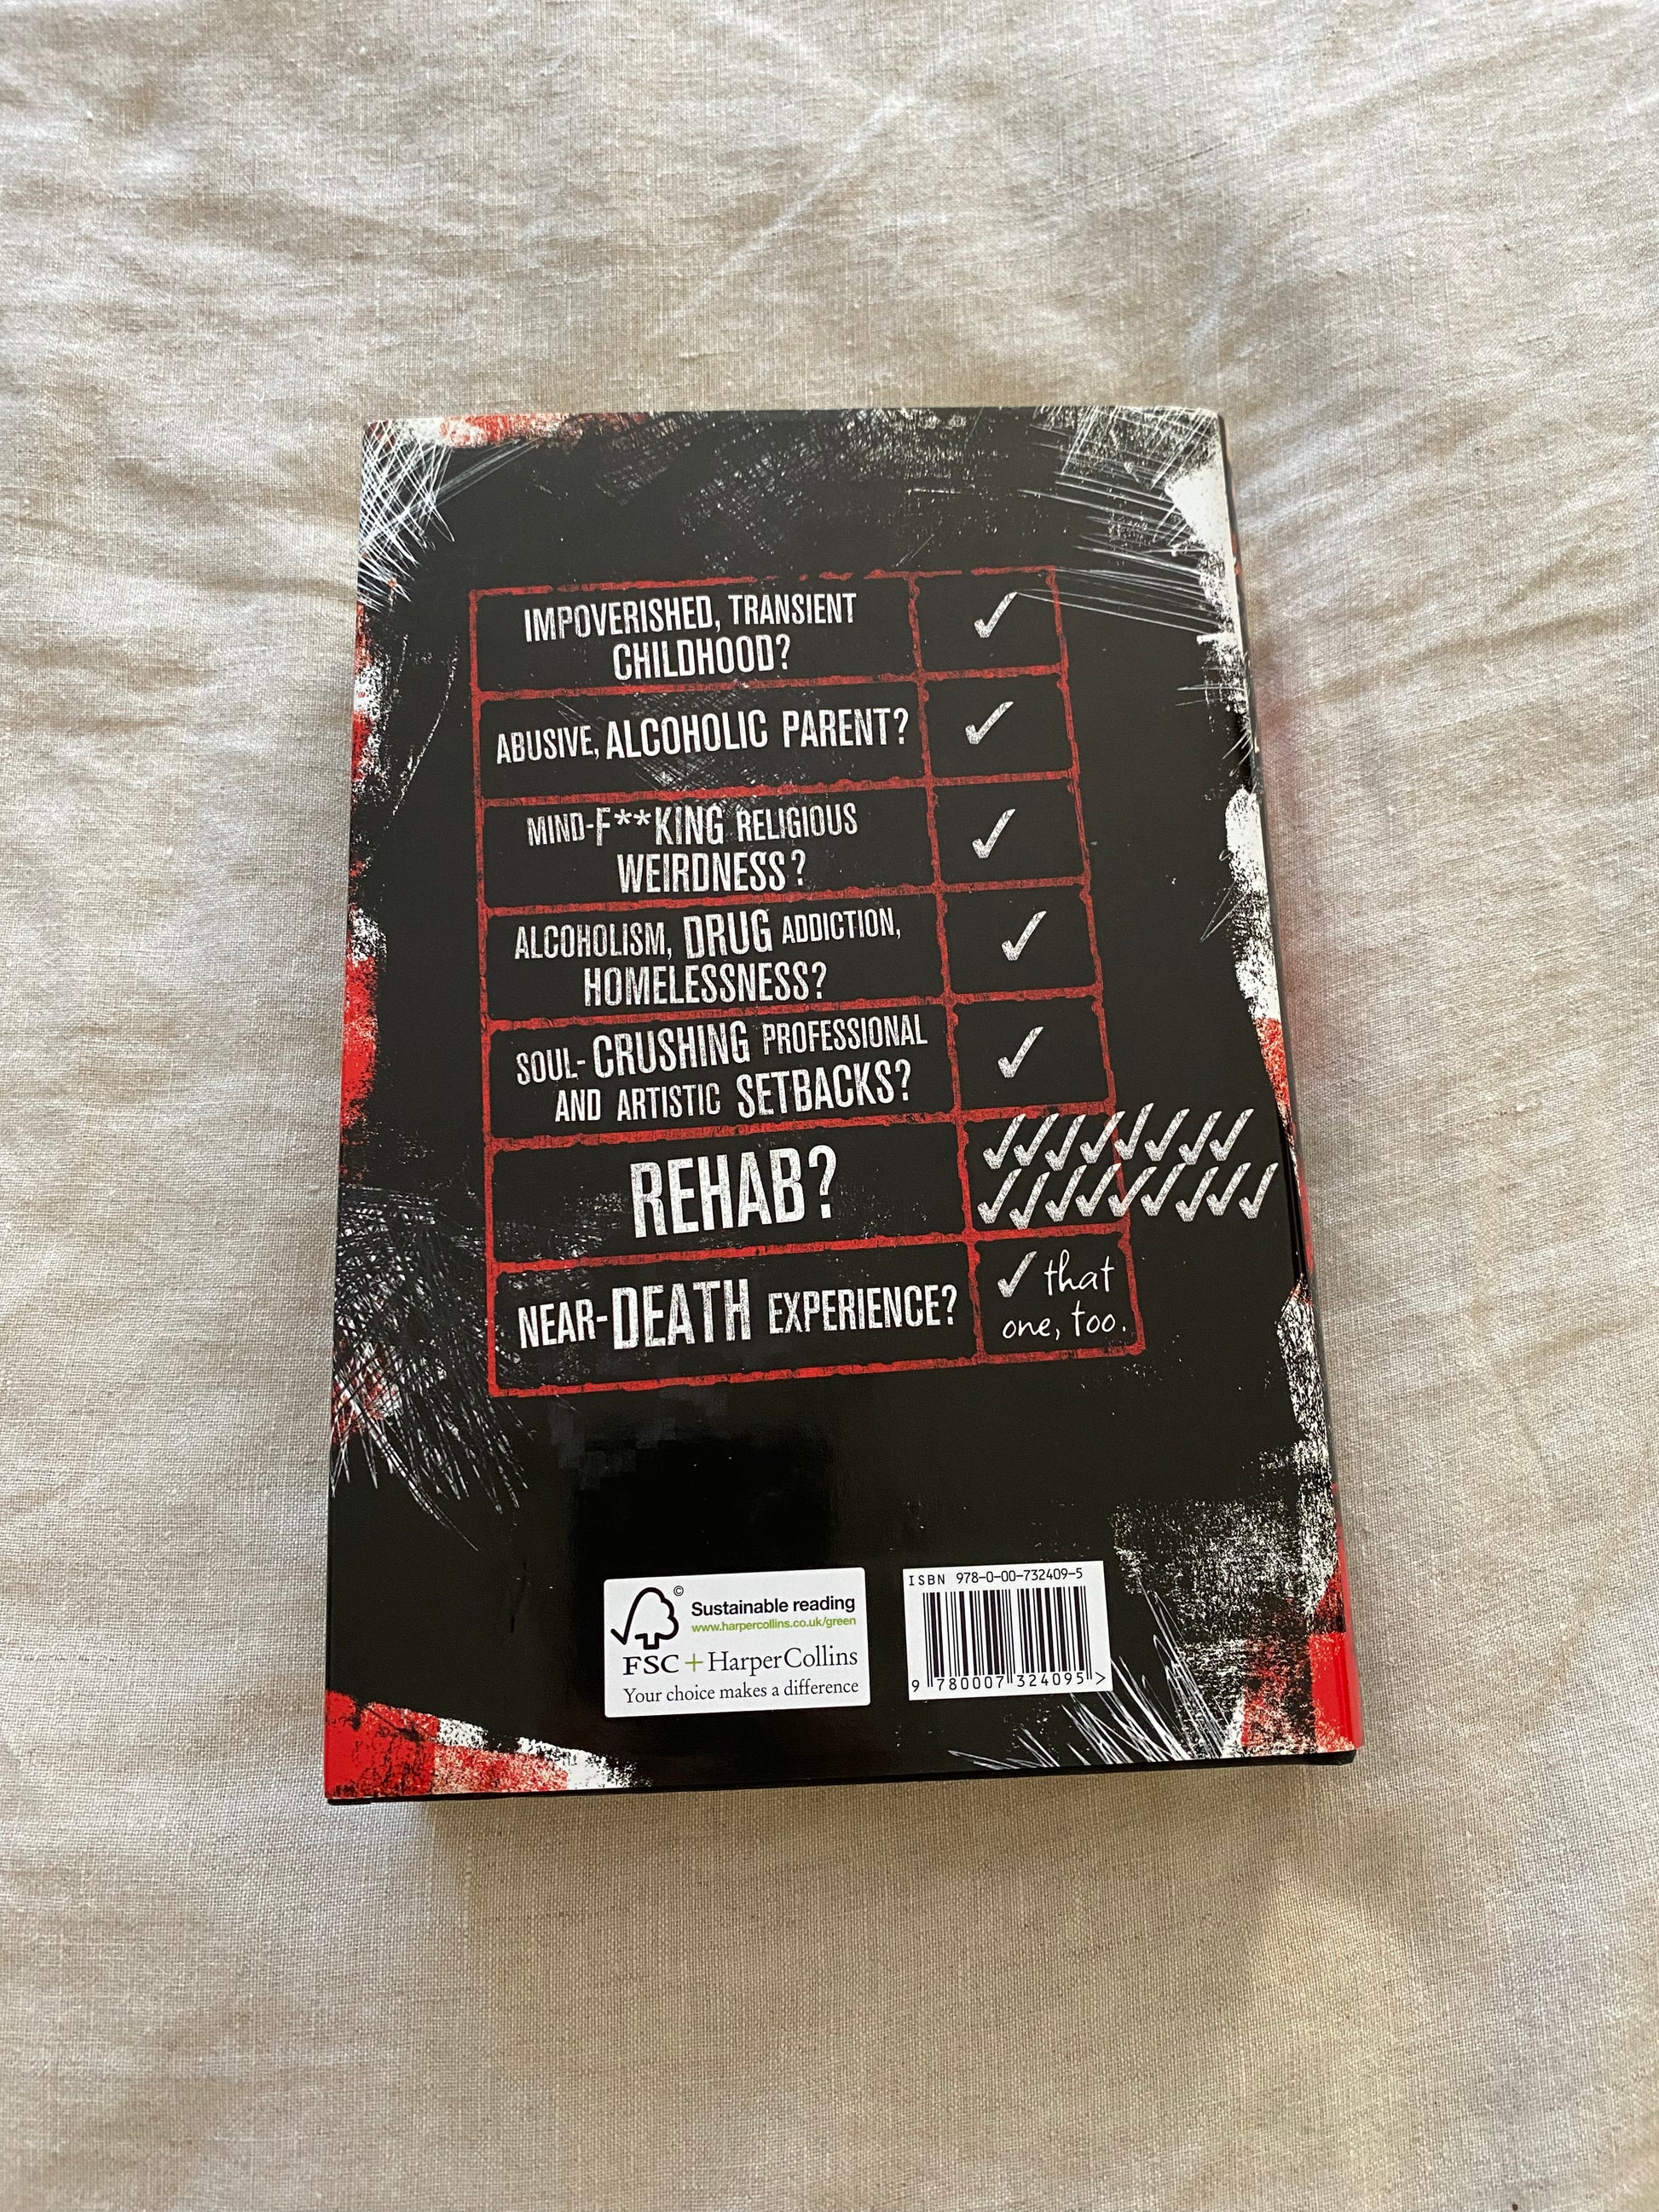 IMPOVERISHED, TRANSIENT
CHILDHOOD?
✓
ABUSIVE, ALCOHOLIC PARENT?
✓
MIND-F**KING RELIGIOUS
WEIRDNESS?
✓
ALCOHOLISM, DRUG ADDICTION,
HOMELESSNESS?
✓
SOUL-CRUSHING PROFESSIONAL
AND ARTISTIC SETBACKS?
✓
REHAB?
✓✓✓✓✓✓✓✓
✓✓✓✓✓✓✓✓✓
NEAR-DEATH EXPERIENCE?
✓ that
one, too.
©
Sustainable reading
www.harpercollins.co.uk/green
FSC + HarperCollins
Your choice makes a difference
ISBN 978-0-00-732409-5
9 780007 324095 >